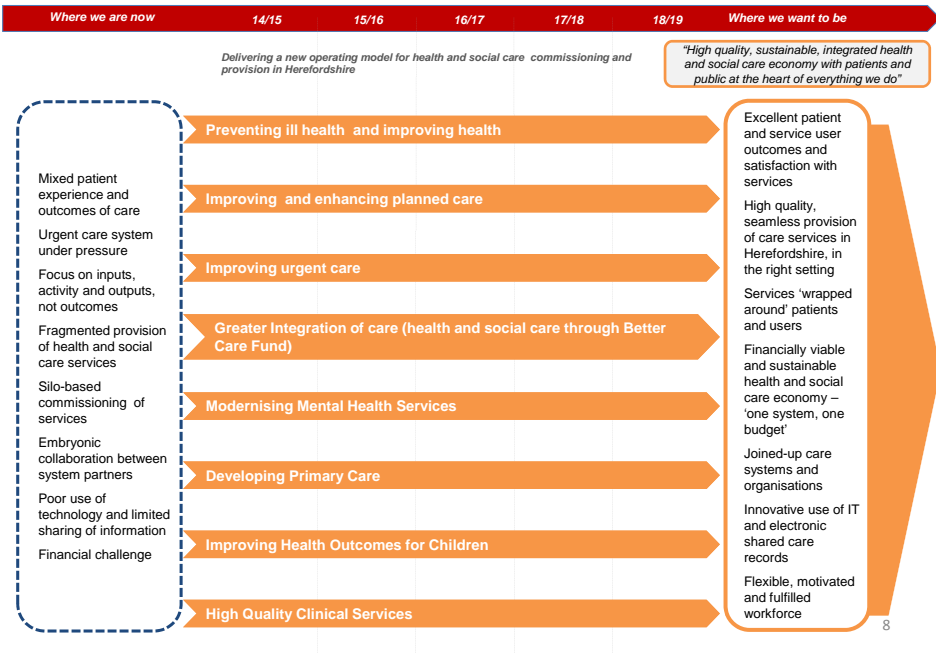 Where we are now
14/15
15/16
16/17
17/18
18/19
Where we want to be
Delivering a new operating model for health and social care commissioning and
provision in Herefordshire
“High quality, sustainable, integrated health
and social care economy with patients and
public at the heart of everything we do”
Mixed patient
experience and
outcomes of care
Urgent care system
under pressure
Focus on inputs,
activity and outputs,
not outcomes
Fragmented provision
of health and social
care services
Silo-based
commissioning of
services
Embryonic
collaboration between
system partners
Poor use of
technology and limited
sharing of information
Financial challenge
Preventing ill health and improving health
Improving and enhancing planned care
Improving urgent care
Greater Integration of care (health and social care through Better
Care Fund)
Modernising Mental Health Services
Developing Primary Care
Improving Health Outcomes for Children
High Quality Clinical Services
Excellent patient
and service user
outcomes and
satisfaction with
services
High quality,
seamless provision
of care services in
Herefordshire, in
the right setting
Services ‘wrapped
around’ patients
and users
Financially viable
and sustainable
health and social
care economy –
‘one system, one
budget’
Joined-up care
systems and
organisations
Innovative use of IT
and electronic
shared care
records
Flexible, motivated
and fulfilled
workforce
8